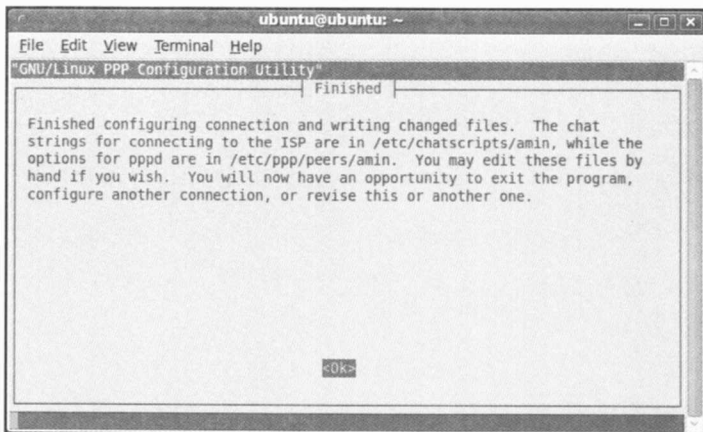 ubuntu@ubuntu: ~
File Edit View Terminal Help
"GNU/Linux PPP Configuration Utility"
Finished
Finished configuring connection and writing changed files.  The chat
strings for connecting to the ISP are in /etc/chatscripts/amin, while the
options for pppd are in /etc/ppp/peers/amin.  You may edit these files by
hand if you wish.  You will now have an opportunity to exit the program,
configure another connection, or revise this or another one.
<Ok>